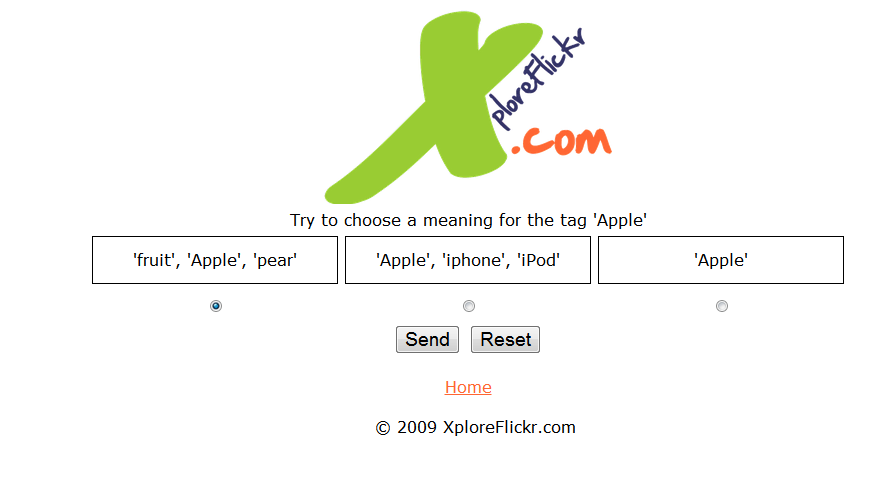 XploreFlickr
.com
Try to choose a meaning for the tag 'Apple'
'fruit', 'Apple', 'pear' 'Apple', 'iphone', 'iPod' 'Apple'
Send Reset
Home
© 2009 XploreFlickr.com